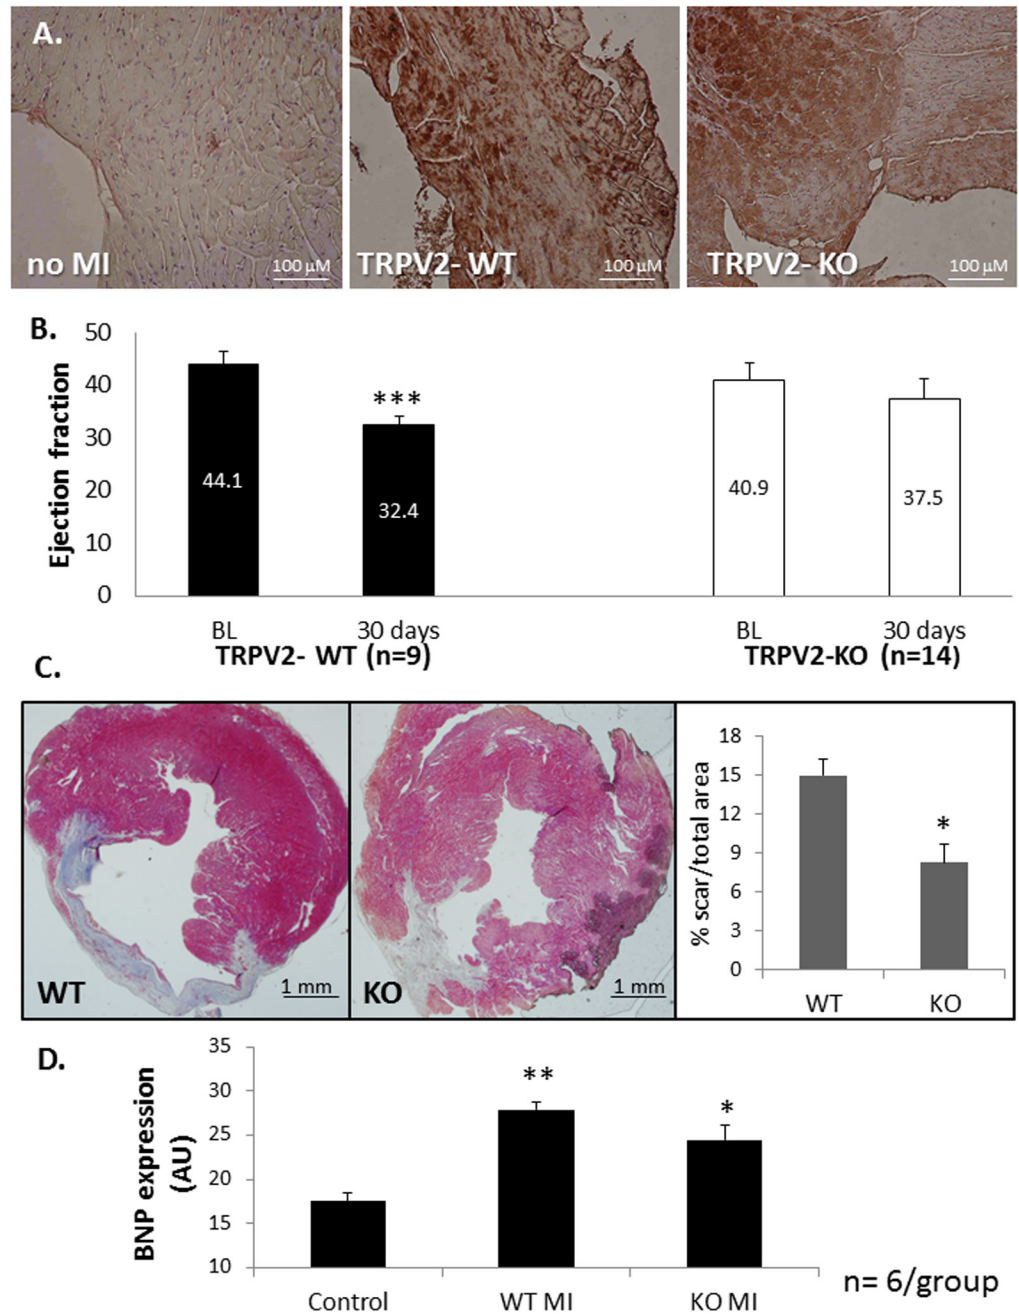 A.
no MI
100 µM
TRPV2- WT
100 µM
TRPV2- KO
100 µM
B.
Ejection fraction
50
40
30
20
10
0
44.1
***
32.4
40.9
37.5
BL
30 days
BL
30 days
TRPV2- WT (n=9)
TRPV2-KO (n=14)
C.
WT
1 mm
KO
1 mm
% scar/total area
18
15
12
9
6
3
0
*
WT
KO
D.
BNP expression
(AU)
35
30
25
20
15
10
**
*
Control
WT MI
KO MI
n= 6/group